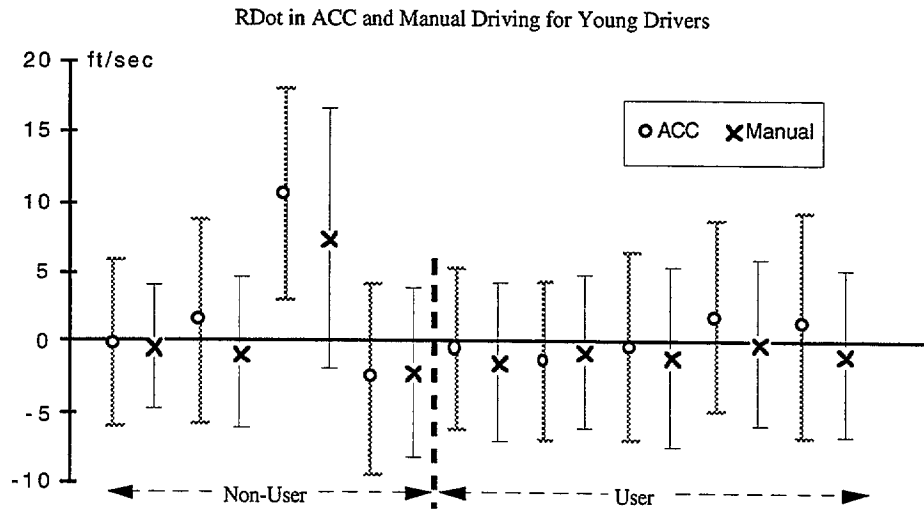 RDot in ACC and Manual Driving for Young Drivers
20 ft/sec
ACC Manual
15
10
5
0
-5
-10
Non-User User